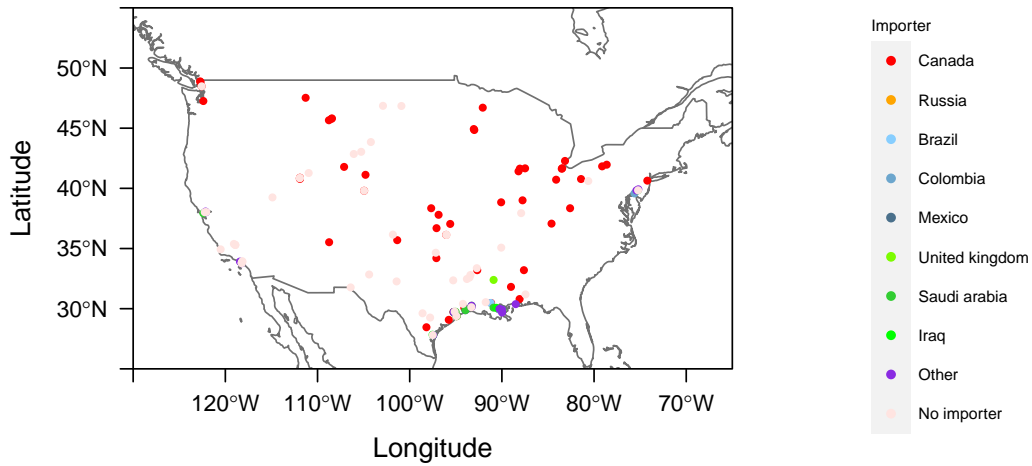 50°N
45°N
40°N
35°N
30°N
Latitude
120°W 110°W 100°W 90°W 80°W 70°W
Longitude
Importer
Canada
Russia
Brazil
Colombia
Mexico
United kingdom
Saudi arabia
Iraq
Other
No importer